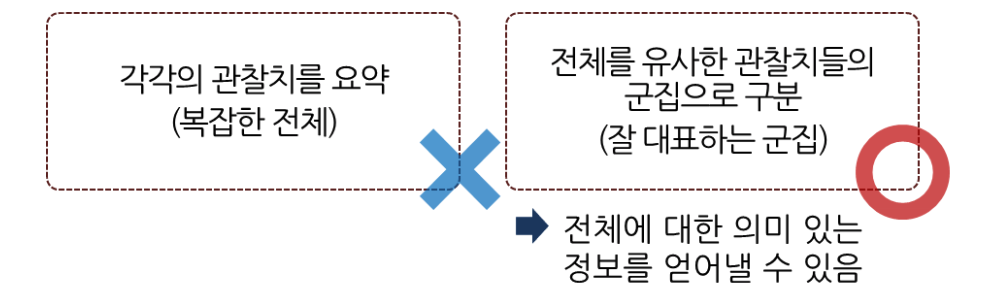 각각의 관찰치를 요약
(복잡한 전체)
전체를 유사한 관찰치들의
군집으로 구분
(잘 대표하는 군집)
전체에 대한 의미 있는
정보를 얻어낼 수 있음